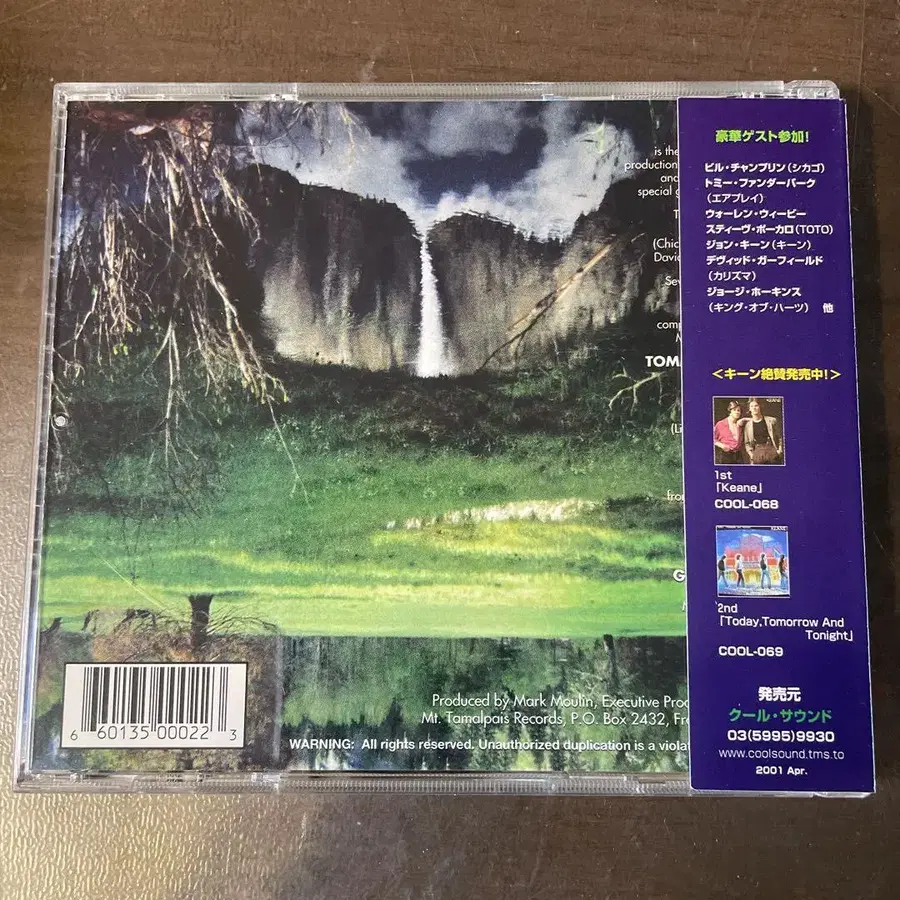 is the
production
and
special g
T
(Chic
David
Se
comp
M
TOMA
(Li
from
G
Produced by Mark Moulin, Executive Proc
Mt. Tamalpais Records, P.O. Box 2432, Fr
WARNING: All rights reserved. Unauthorized duplication is a violat
6 60135 00022 3
豪華ゲスト参加!
ビル・チャンプリン(シカゴ)
トミー・ファンダーバーク
(エアプレイ)
ウォーレン・ウィービー
スティーヴ・ポーカロ(TOTO)
ジョン・キーン(キーン)
デヴィッド・ガーフィールド
(カリズマ)
ジョージ・ホーキンス
(キング・オブ・ハーツ) 他
<キーン絶賛発売中!>
KEANE
1st
「Keane」
COOL-068
KEANE
2nd
「Today,Tomorrow And
Tonight」
COOL-069
発売元
クール・サウンド
03(5995)9930
www.coolsound.tms.to
2001 Apr.